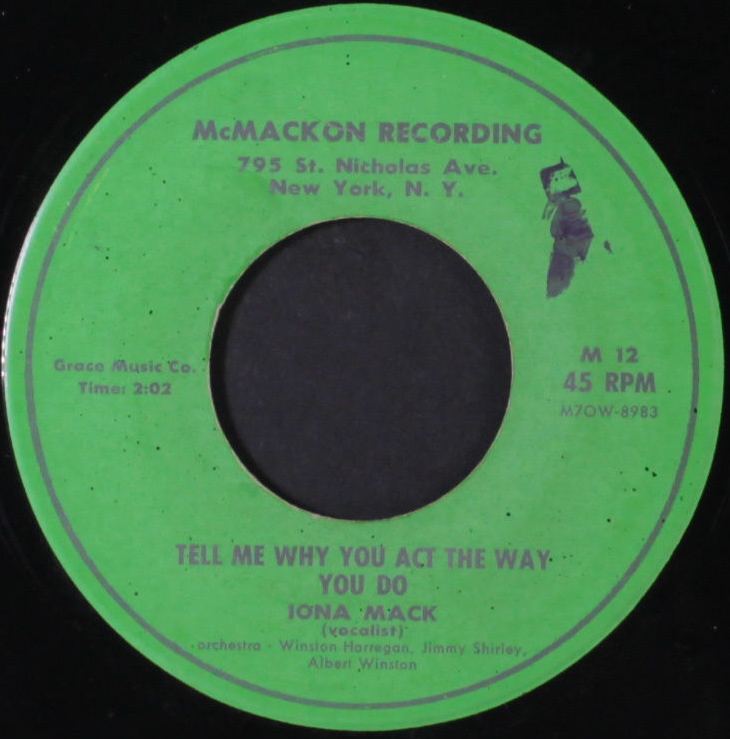 McMACKON RECORDING
795 St. Nicholas Ave.
New York, N. Y.
Grace Music Co.
Time: 2:02
M 12
45 RPM
M7OW-8983
TELL ME WHY YOU ACT THE WAY
YOU DO
IONA MACK
(vocalist)
orchestra - Winston Harregan, Jimmy Shirley,
Albert Winston